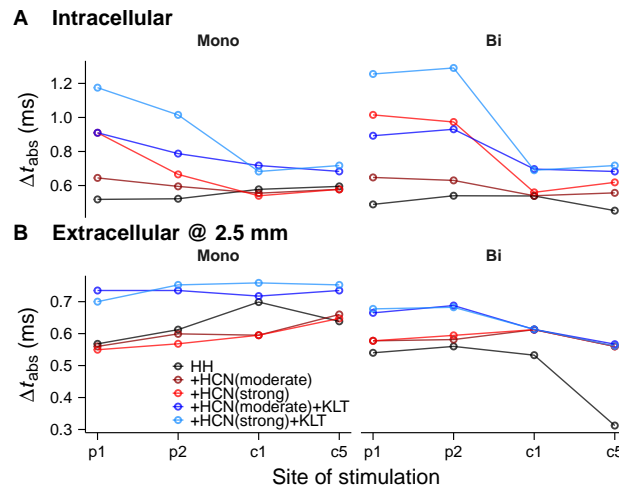 A Intracellular
Mono Bi
1.2
1.0
0.8
0.6
Δt_abs (ms)
B Extracellular @ 2.5 mm
Mono Bi
0.7
0.6
0.5
0.4
0.3
Δt_abs (ms)
HH
+HCN(moderate)
+HCN(strong)
+HCN(moderate)+KLT
+HCN(strong)+KLT
p1 p2 c1 c5 p1 p2 c1 c5
Site of stimulation